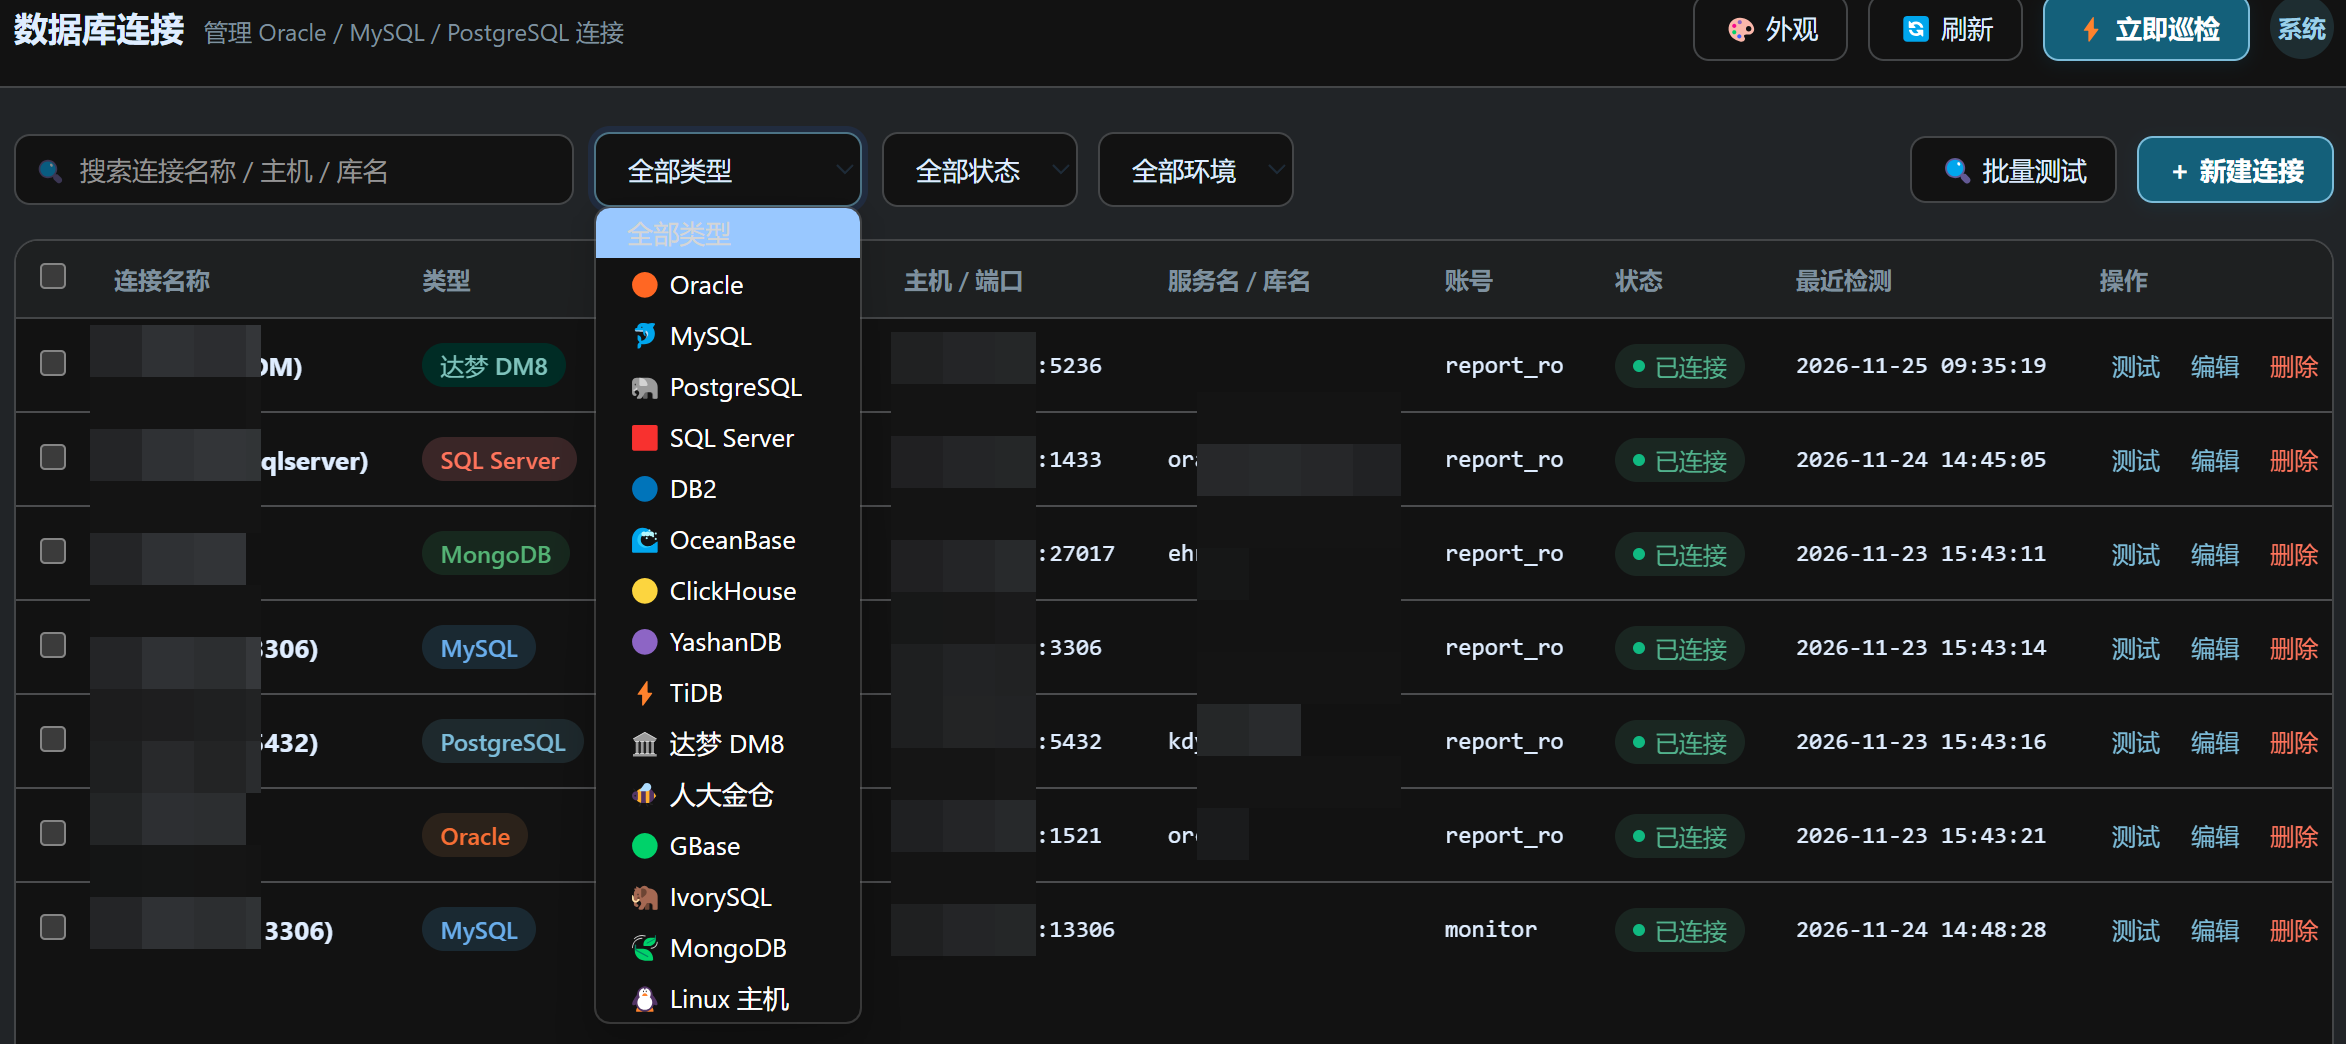 数据库连接 管理 Oracle / MySQL / PostgreSQL 连接
外观 刷新 立即巡检 系统
搜索连接名称 / 主机 / 库名 全部类型 全部状态 全部环境 批量测试 + 新建连接
全部类型
Oracle
MySQL
PostgreSQL
SQL Server
DB2
OceanBase
ClickHouse
YashanDB
TiDB
达梦 DM8
人大金仓
GBase
IvorySQL
MongoDB
Linux 主机
连接名称 类型 主机 / 端口 服务名 / 库名 账号 状态 最近检测 操作
DM) 达梦 DM8 :5236 report_ro 已连接 2026-11-25 09:35:19 测试 编辑 删除
qlserver) SQL Server :1433 report_ro 已连接 2026-11-24 14:45:05 测试 编辑 删除
MongoDB :27017 report_ro 已连接 2026-11-23 15:43:11 测试 编辑 删除
3306) MySQL :3306 report_ro 已连接 2026-11-23 15:43:14 测试 编辑 删除
5432) PostgreSQL :5432 report_ro 已连接 2026-11-23 15:43:16 测试 编辑 删除
Oracle :1521 report_ro 已连接 2026-11-23 15:43:21 测试 编辑 删除
3306) MySQL :13306 monitor 已连接 2026-11-24 14:48:28 测试 编辑 删除